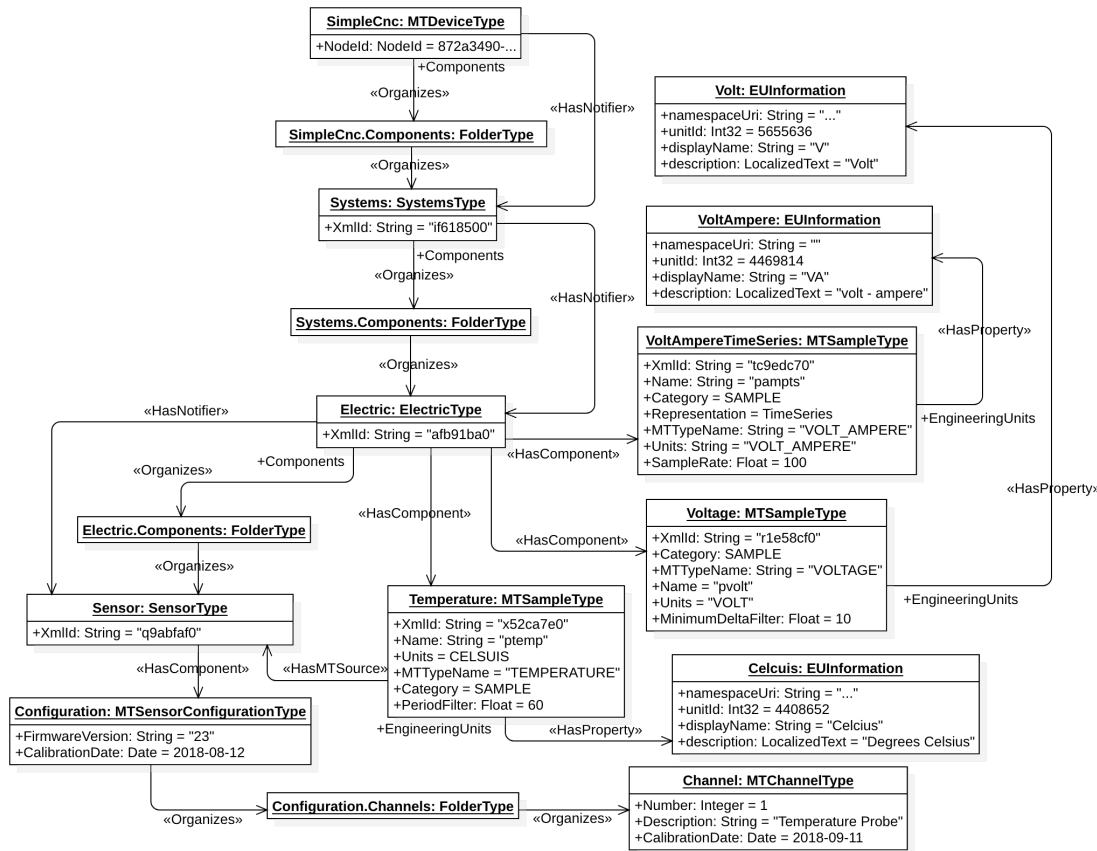 SimpleCnc: MTDeviceType
+NodeId: NodeId = 872a3490-...
+Components
«Organizes»
«HasNotifier»
SimpleCnc.Components: FolderType
«Organizes»
Systems: SystemsType
+XmlId: String = "if618500"
+Components
«Organizes»
«HasNotifier»
Systems.Components: FolderType
«Organizes»
Electric: ElectricType
+XmlId: String = "afb91ba0"
«HasNotifier»
+Components
«Organizes»
«HasComponent»
«HasComponent»
«HasComponent»
Volt: EUInformation
+namespaceUri: String = "..."
+unitId: Int32 = 5655636
+displayName: String = "V"
+description: LocalizedText = "Volt"
VoltAmpere: EUInformation
+namespaceUri: String = ""
+unitId: Int32 = 4469814
+displayName: String = "VA"
+description: LocalizedText = "volt - ampere"
«HasProperty»
VoltAmpereTimeSeries: MTSampleType
+XmlId: String = "tc9edc70"
+Name: String = "pampts"
+Category = SAMPLE
+Representation = TimeSeries
+MTTypeName: String = "VOLT_AMPERE"
+Units: String = "VOLT_AMPERE"
+SampleRate: Float = 100
+EngineeringUnits
«HasProperty»
Voltage: MTSampleType
+XmlId: String = "r1e58cf0"
+Category: SAMPLE
+MTTypeName: String = "VOLTAGE"
+Name = "pvolt"
+Units = "VOLT"
+MinimumDeltaFilter: Float = 10
+EngineeringUnits
Electric.Components: FolderType
«Organizes»
Sensor: SensorType
+XmlId: String = "q9abfaf0"
«HasComponent»
«HasMTSource»
Temperature: MTSampleType
+XmlId: String = "x52ca7e0"
+Name: String = "ptemp"
+Units = CELSUIS
+MTTypeName = "TEMPERATURE"
+Category = SAMPLE
+PeriodFilter: Float = 60
+EngineeringUnits
«HasProperty»
Celcuis: EUInformation
+namespaceUri: String = "..."
+unitId: Int32 = 4408652
+displayName: String = "Celcius"
+description: LocalizedText = "Degrees Celsius"
Configuration: MTSensorConfigurationType
+FirmwareVersion: String = "23"
+CalibrationDate: Date = 2018-08-12
«Organizes»
Configuration.Channels: FolderType
«Organizes»
Channel: MTChannelType
+Number: Integer = 1
+Description: String = "Temperature Probe"
+CalibrationDate: Date = 2018-09-11